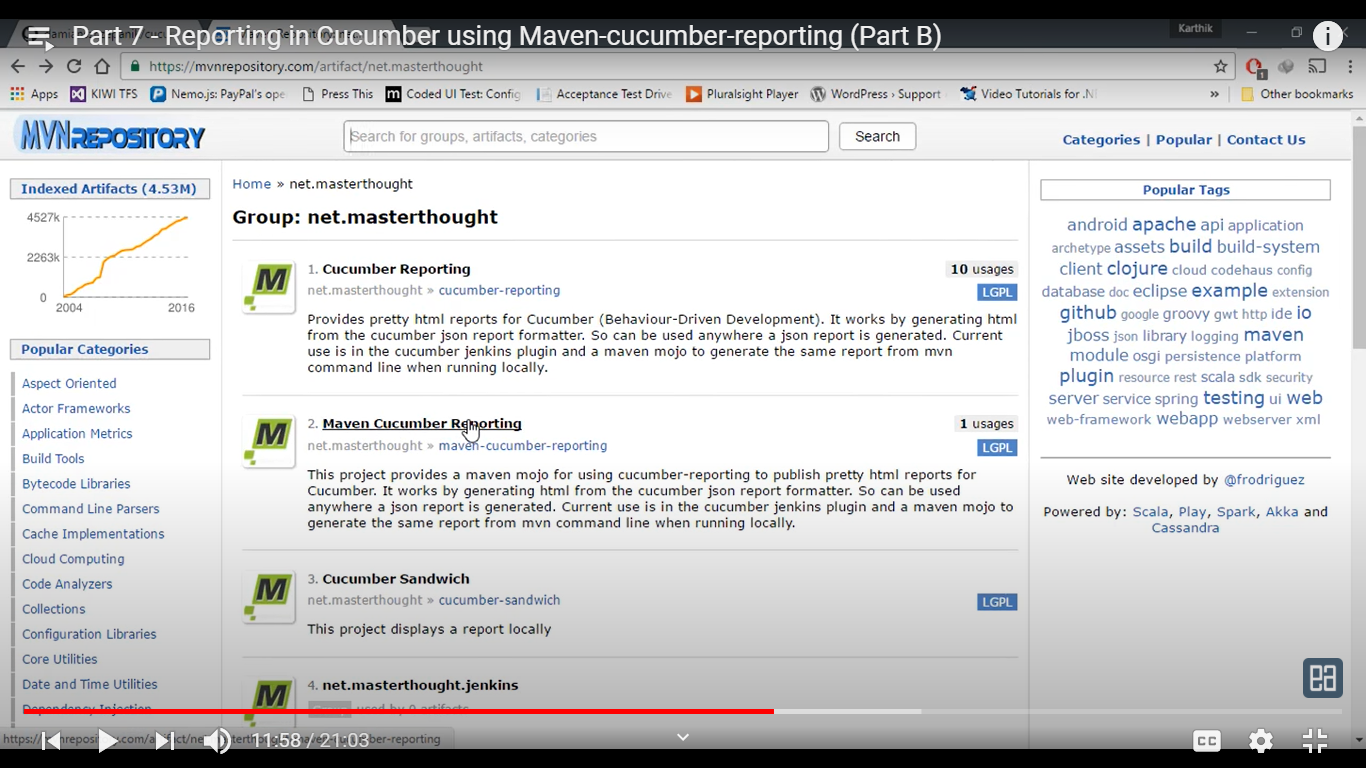 Part 7 - Reporting in Cucumber using Maven-cucumber-reporting (Part B)
Karthik
https://mvnrepository.com/artifact/net.masterthought
1
Apps KIWI TFS Nemo.js: PayPal's ope Press This Coded UI Test: Config Acceptance Test Drive Pluralsight Player WordPress › Support Video Tutorials for .N » Other bookmarks
MVNREPOSITORY
Search for groups, artifacts, categories
Search
Categories | Popular | Contact Us
Indexed Artifacts (4.53M)
4527k
2263k
0
2004 2016
Popular Categories
Aspect Oriented
Actor Frameworks
Application Metrics
Build Tools
Bytecode Libraries
Command Line Parsers
Cache Implementations
Cloud Computing
Code Analyzers
Collections
Configuration Libraries
Core Utilities
Date and Time Utilities
Dependency Injection
Home » net.masterthought
Group: net.masterthought
1. Cucumber Reporting
10 usages
net.masterthought » cucumber-reporting
LGPL
Provides pretty html reports for Cucumber (Behaviour-Driven Development). It works by generating html
from the cucumber json report formatter. So can be used anywhere a json report is generated. Current
use is in the cucumber jenkins plugin and a maven mojo to generate the same report from mvn
command line when running locally.
2. Maven Cucumber Reporting
1 usages
net.masterthought » maven-cucumber-reporting
LGPL
This project provides a maven mojo for using cucumber-reporting to publish pretty html reports for
Cucumber. It works by generating html from the cucumber json report formatter. So can be used
anywhere a json report is generated. Current use is in the cucumber jenkins plugin and a maven mojo to
generate the same report from mvn command line when running locally.
3. Cucumber Sandwich
net.masterthought » cucumber-sandwich
LGPL
This project displays a report locally
4. net.masterthought.jenkins
Group used by 0 artifacts
Popular Tags
android apache api application
archetype assets build build-system
client clojure cloud codehaus config
database doc eclipse example extension
github google groovy gwt http ide io
jboss json library logging maven
module osgi persistence platform
plugin resource rest scala sdk security
server service spring testing ui web
web-framework webapp webserver xml
Web site developed by @frodriguez
Powered by: Scala, Play, Spark, Akka and
Cassandra
11:58 / 21:03
CC